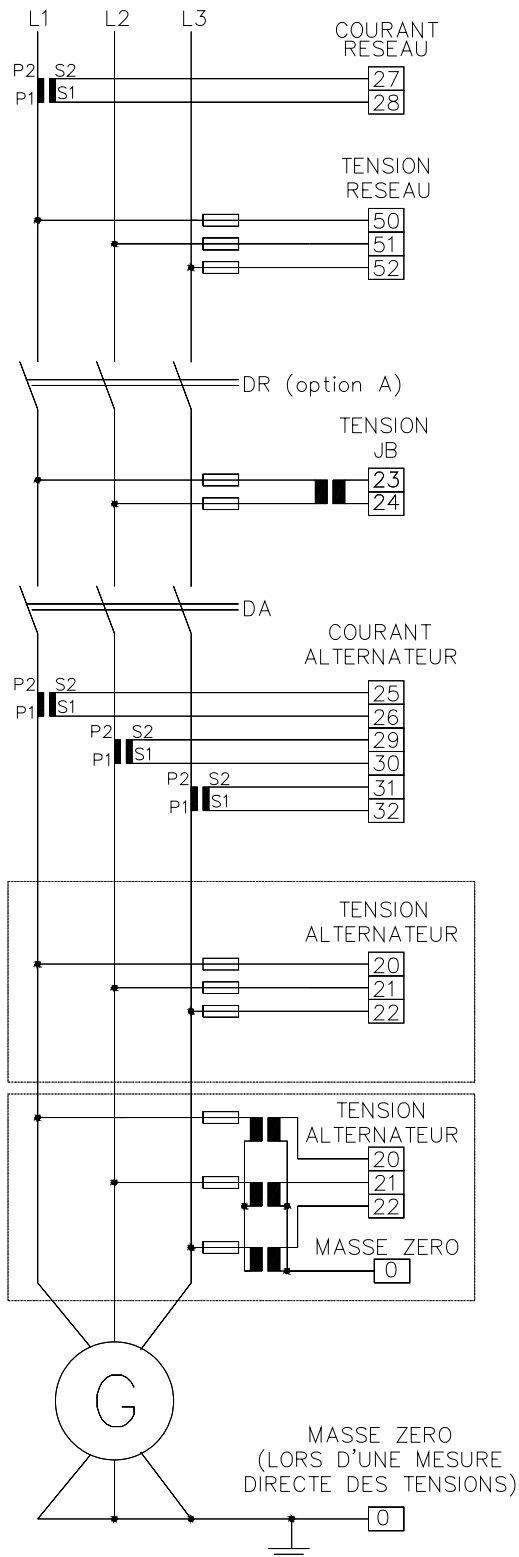 L1 L2 L3
COURANT
RESEAU
P2 S2
27
P1 S1
28
TENSION
RESEAU
50
51
52
DR (option A)
TENSION
JB
23
24
DA
COURANT
ALTERNATEUR
P2 S2
25
P1 S1
26
P2 S2
29
P1 S1
30
P2 S2
31
P1 S1
32
TENSION
ALTERNATEUR
20
21
22
TENSION
ALTERNATEUR
20
21
22
MASSE ZERO
0
G
MASSE ZERO
(LORS D'UNE MESURE
DIRECTE DES TENSIONS)
0